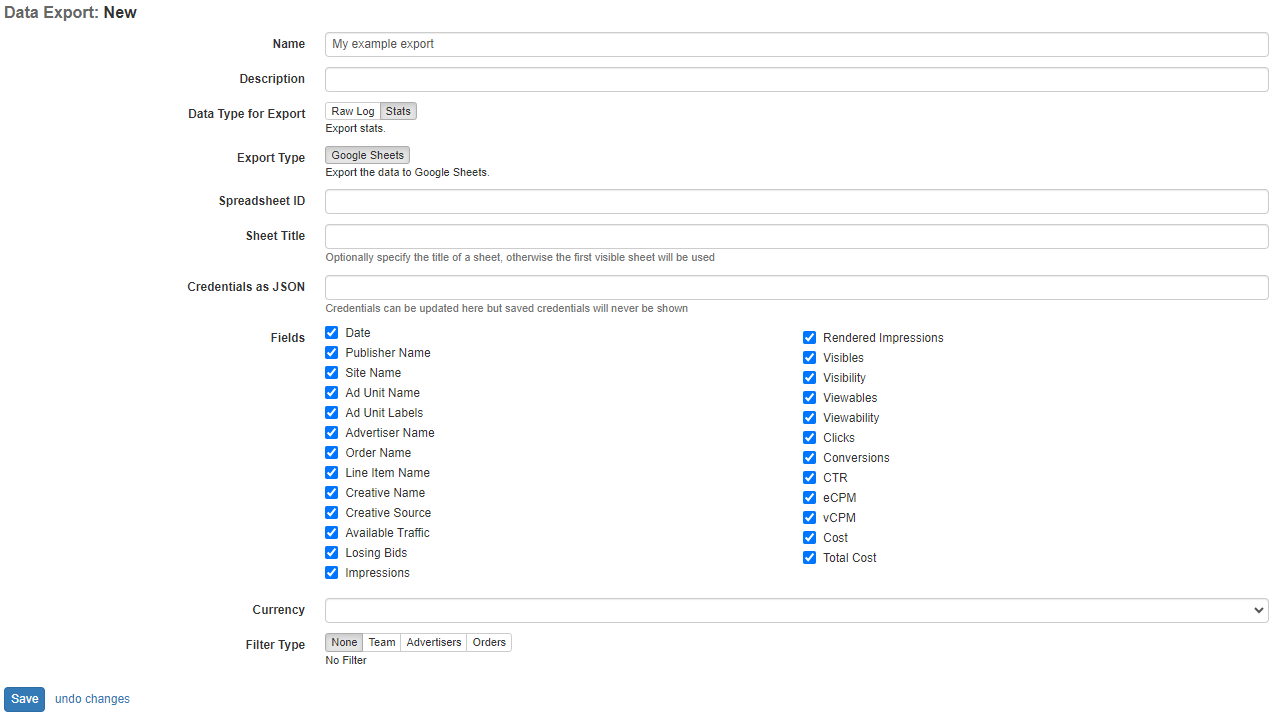 Data Export: New
Name
My example export
Description
Data Type for Export
Raw Log Stats
Export stats.
Export Type
Google Sheets
Export the data to Google Sheets.
Spreadsheet ID
Sheet Title
Optionally specify the title of a sheet, otherwise the first visible sheet will be used
Credentials as JSON
Credentials can be updated here but saved credentials will never be shown
Fields
Date
Publisher Name
Site Name
Ad Unit Name
Ad Unit Labels
Advertiser Name
Order Name
Line Item Name
Creative Name
Creative Source
Available Traffic
Losing Bids
Impressions
Rendered Impressions
Visibles
Visibility
Viewables
Viewability
Clicks
Conversions
CTR
eCPM
vCPM
Cost
Total Cost
Currency
Filter Type
None Team Advertisers Orders
No Filter
Save undo changes